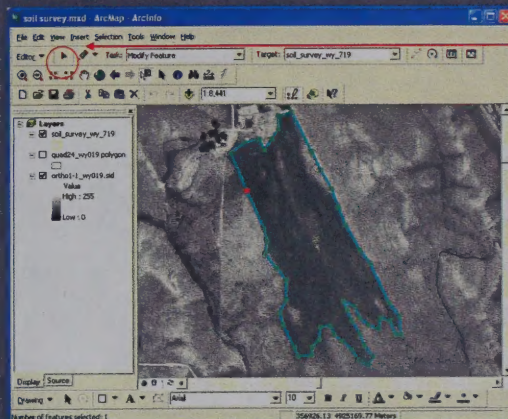 soil survey.mxd - ArcMap - ArcInfo
File Edit View Insert Selection Tools Window Help
Editor Task: Modify Feature Target: soil_survey_wy_719
1:8,441
Layers
soil_survey_wy_719
quad24_wy019 polygon
ortho1-1_wy019.sid
Value
High : 255
Low : 0
Display Source
Drawing A Arial 10 B I U A
Number of features selected: 1 356926.13 4925169.77 Meters